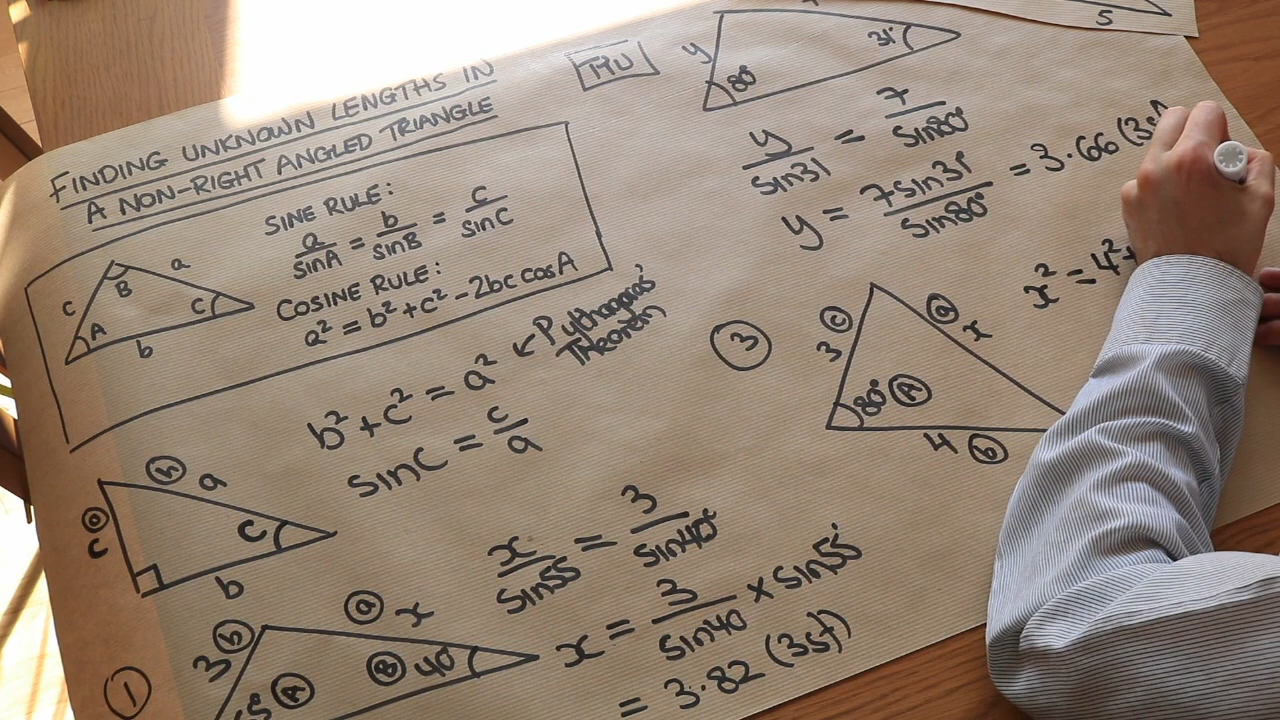 FINDING UNKNOWN LENGTHS IN
A NON-RIGHT ANGLED TRIANGLE
SINE RULE:
a/sinA = b/sinB = c/sinC
COSINE RULE:
a² = b² + c² - 2bc cosA
a
c
B
A
C
b
b² + c² = a² ← Pythagoras'
Theorem
sinC = c/a
h
a
o
c
C
b
1
3
b
a
x
A
B
40°
x/sin55 = 3/sin40°
x = 3/sin40 × sin55°
= 3.82 (3sf)
y
80°
31°
5
y/sin31 = 7/sin80°
y = 7sin31/sin80° = 3.66 (3sf
3
c
3
a
x
80°
A
4
b
x² = 4² +